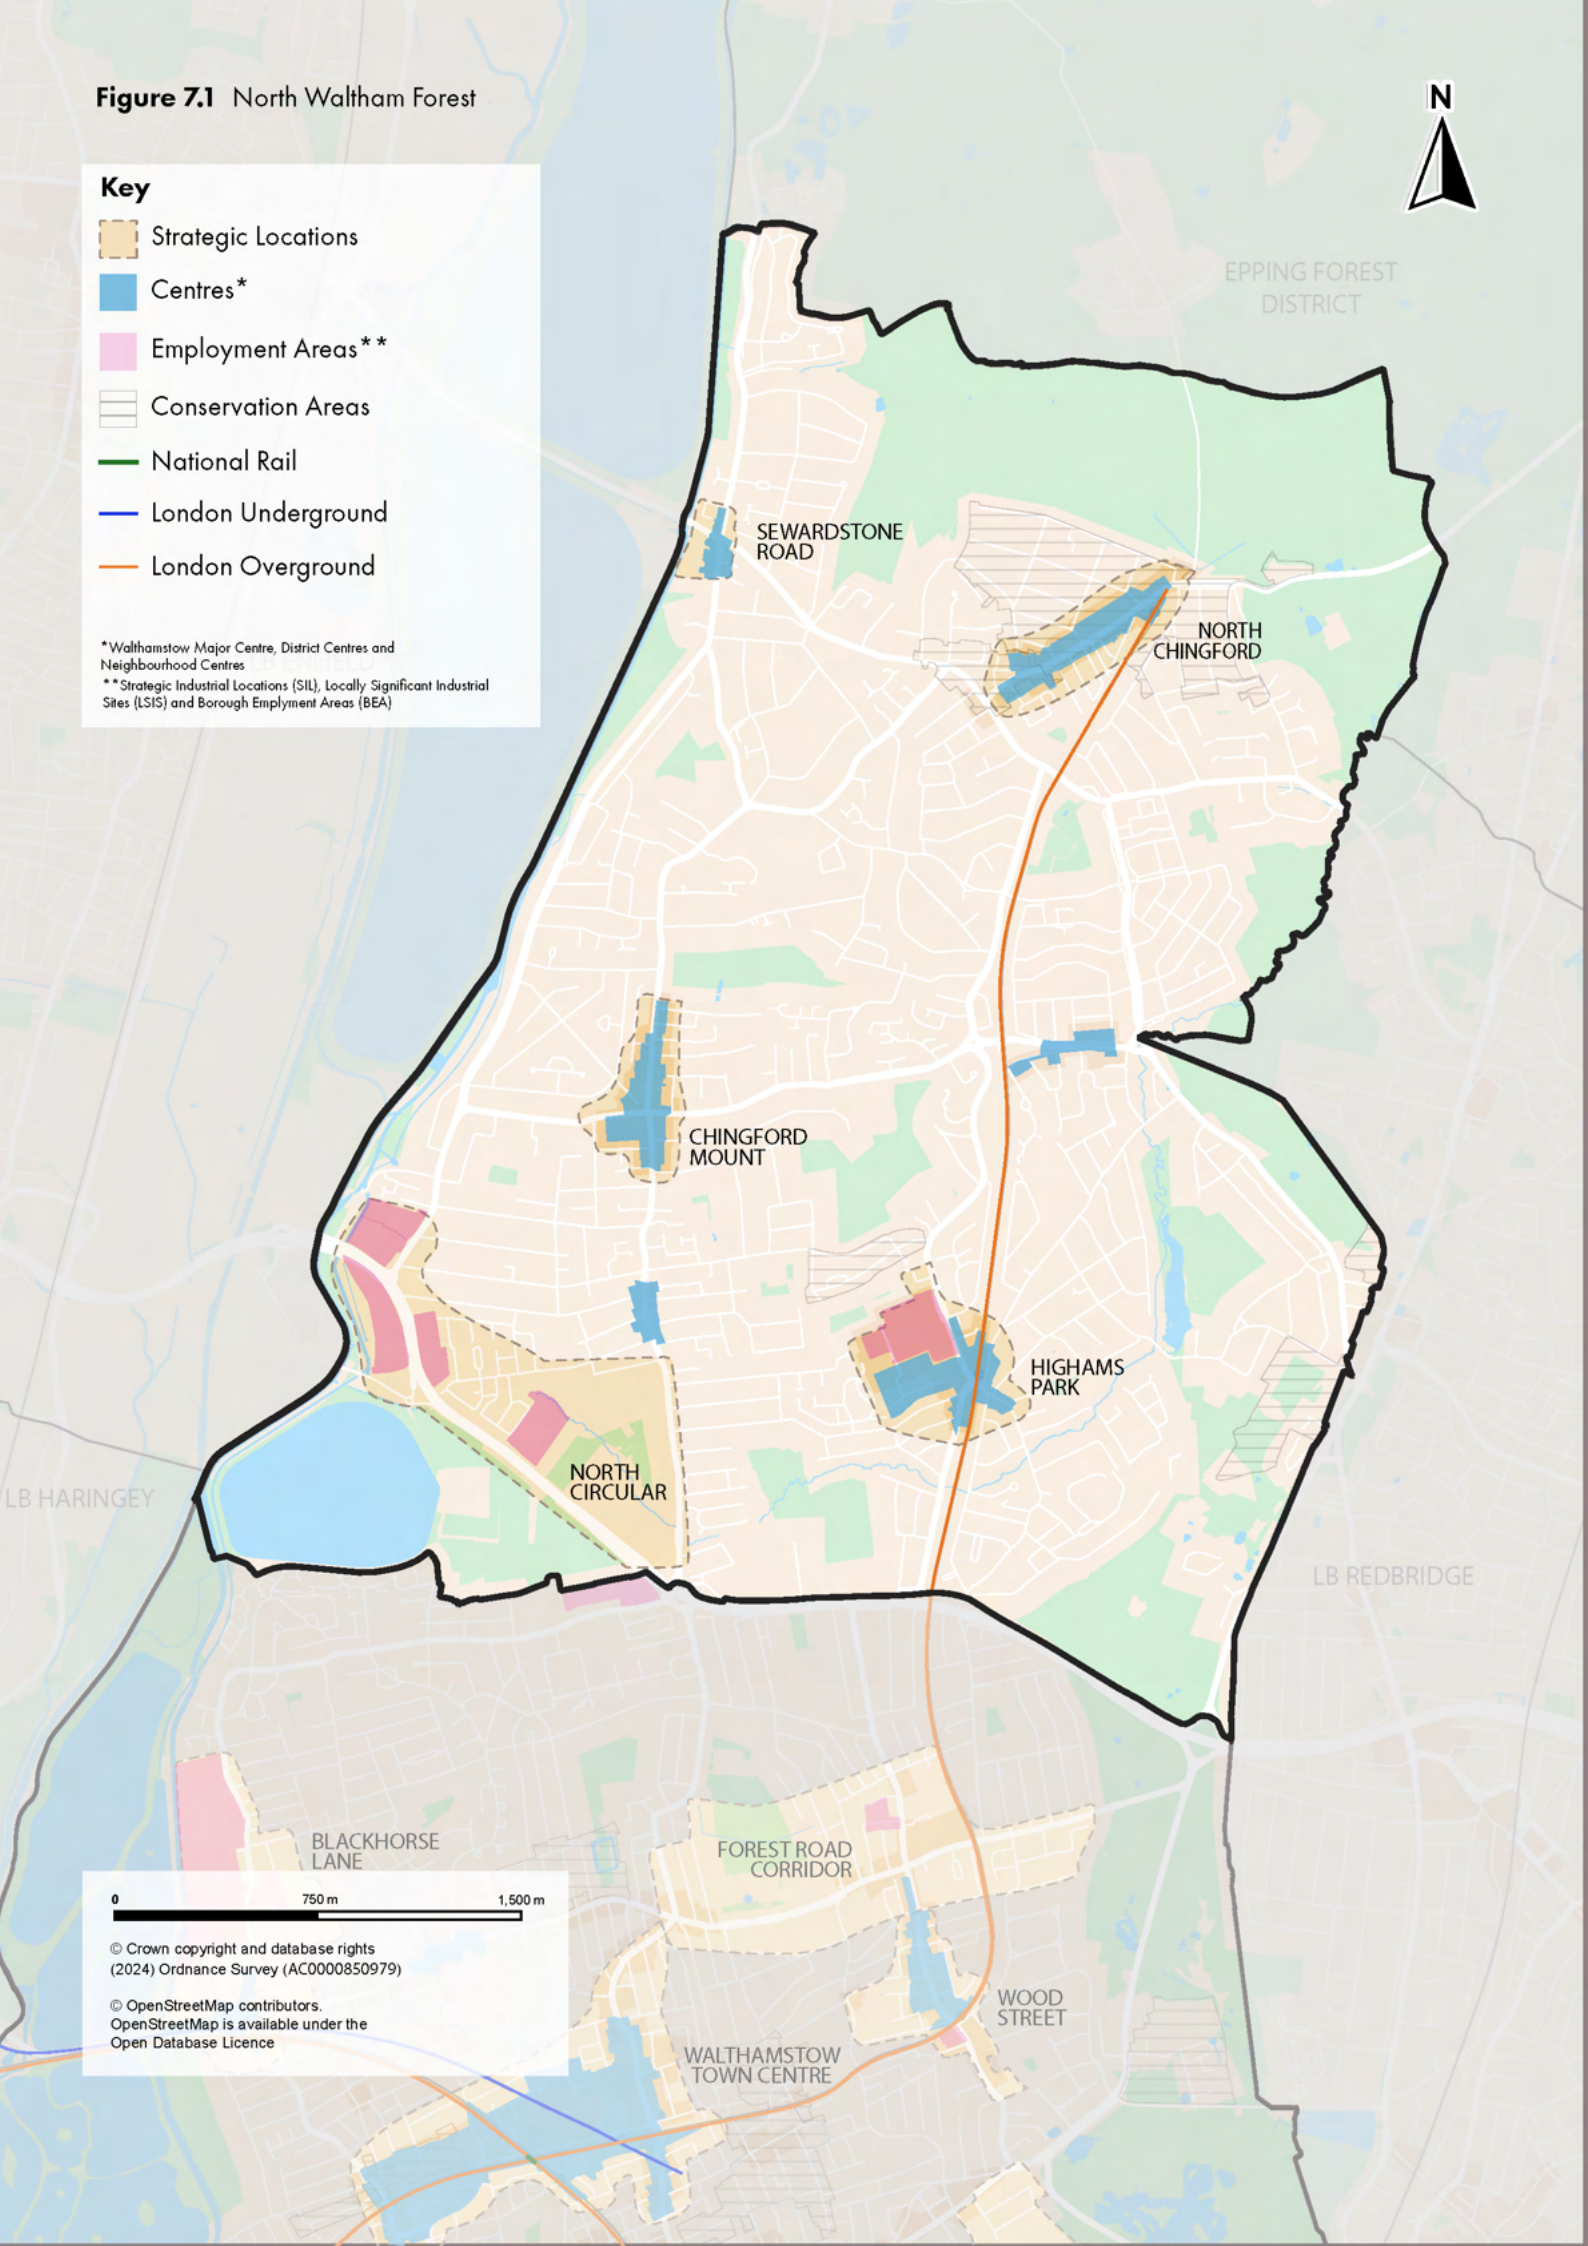 Figure 7.1 North Waltham Forest
N
Key
Strategic Locations
Centres*
Employment Areas**
Conservation Areas
National Rail
London Underground
London Overground
*Walthamstow Major Centre, District Centres and
Neighbourhood Centres
**Strategic Industrial Locations (SIL), Locally Significant Industrial
Sites (LSIS) and Borough Emplyment Areas (BEA)
LB ENFIELD
EPPING FOREST
DISTRICT
SEWARDSTONE
ROAD
NORTH
CHINGFORD
CHINGFORD
MOUNT
HIGHAMS
PARK
NORTH
CIRCULAR
LB HARINGEY
LB REDBRIDGE
BLACKHORSE
LANE
FOREST ROAD
CORRIDOR
WOOD
STREET
WALTHAMSTOW
TOWN CENTRE
0 750 m 1,500 m
© Crown copyright and database rights
(2024) Ordnance Survey (AC0000850979)
© OpenStreetMap contributors.
OpenStreetMap is available under the
Open Database Licence